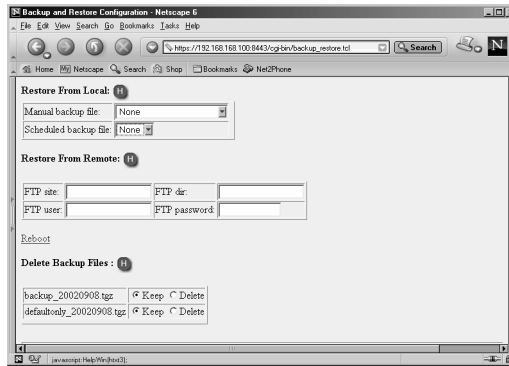 Backup and Restore Configuration - Netscape 6
File Edit View Search Go Bookmarks Tasks Help
https://192.168.168.100:8443/cgi-bin/backup_restore.tcl
Search
N
Home My Netscape Search Shop Bookmarks Net2Phone
Restore From Local: H
Manual backup file: None
Scheduled backup file: None
Restore From Remote: H
FTP site: FTP dir:
FTP user: FTP password:
Reboot
Delete Backup Files : H
backup_20020908.tgz Keep Delete
defaultonly_20020908.tgz Keep Delete
javascript:HelpWin(htxt3);